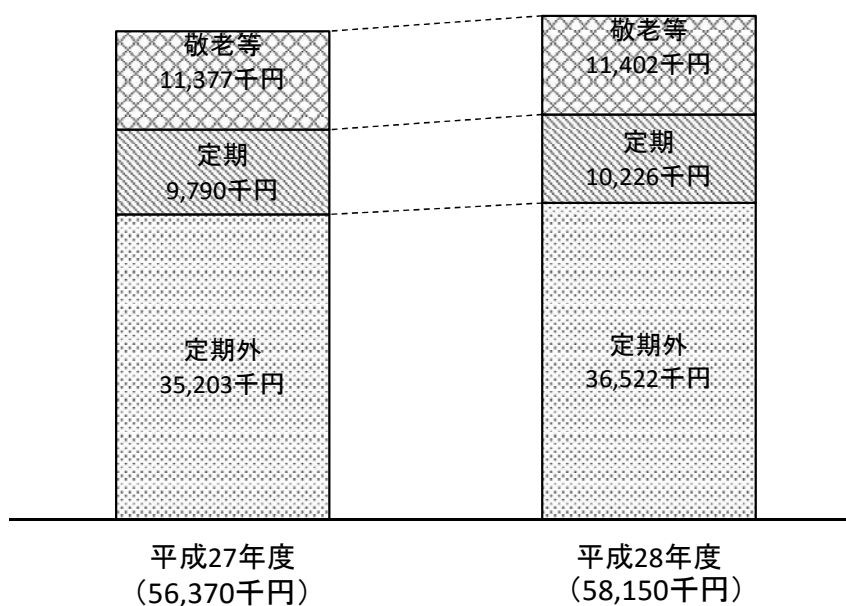 敬老等
11,377千円
定期
9,790千円
定期外
35,203千円
平成27年度
（56,370千円）
敬老等
11,402千円
定期
10,226千円
定期外
36,522千円
平成28年度
（58,150千円）